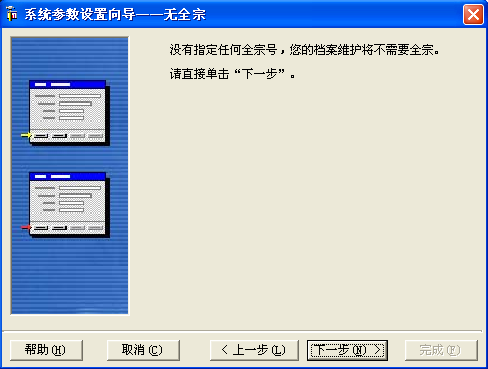 系统参数设置向导——无全宗
没有指定任何全宗号，您的档案维护将不需要全宗。
请直接单击“下一步”。
帮助(H) 取消(C) < 上一步(L) 下一步(N) > 完成(F)